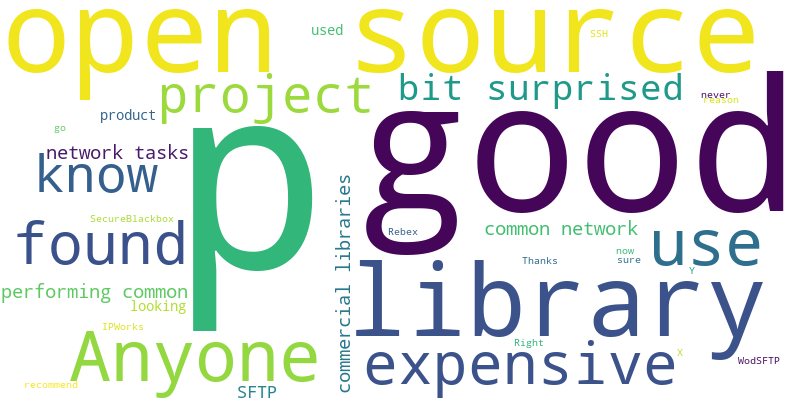 open source
used
SSH
project
bit surprised
never
reason
product
go
p
good
network tasks
know
SecureBlackbox
found
commercial libraries
Rebex
common network
use
now
sure
Thanks
Y
performing common
looking
library
IPWorks
Anyone
Right
X
expensive
WodSFTP
recommend
SFTP